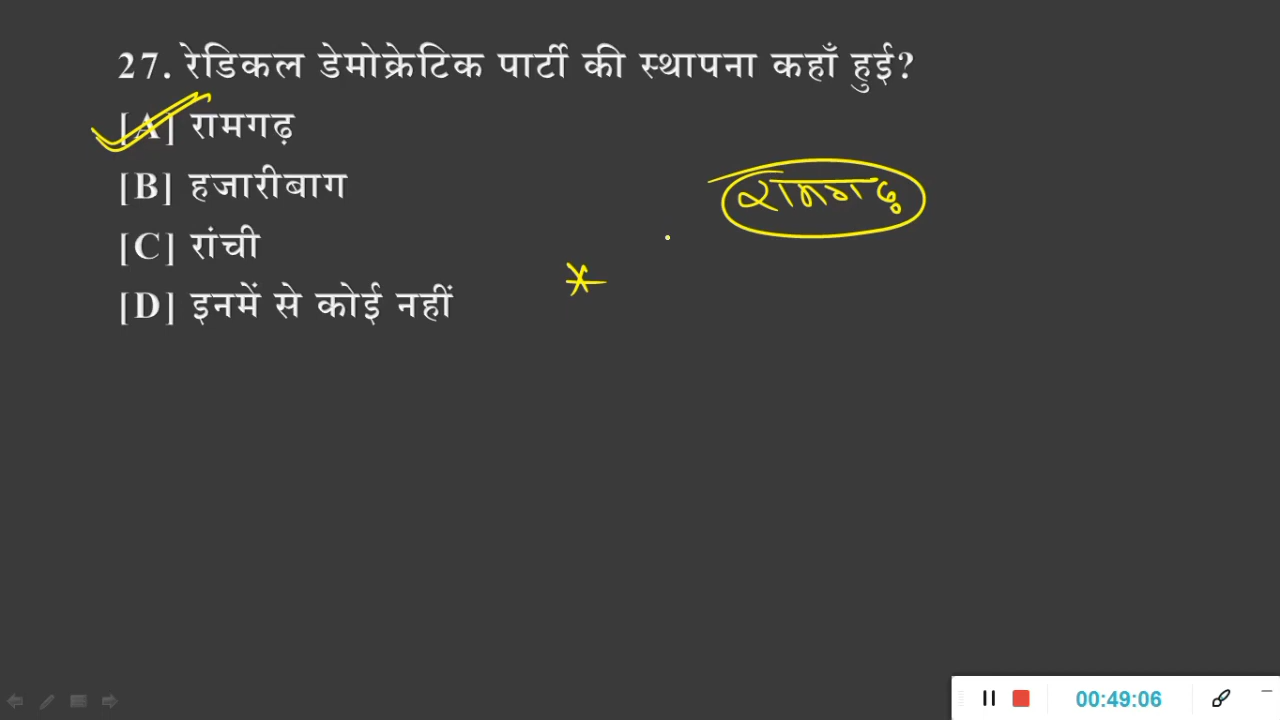 27. रेडिकल डेमोक्रेटिक पार्टी की स्थापना कहाँ हुई?
[A] रामगढ़
[B] हजारीबाग
रामगढ़
[C] रांची
[D] इनमें से कोई नहीं
00:49:06